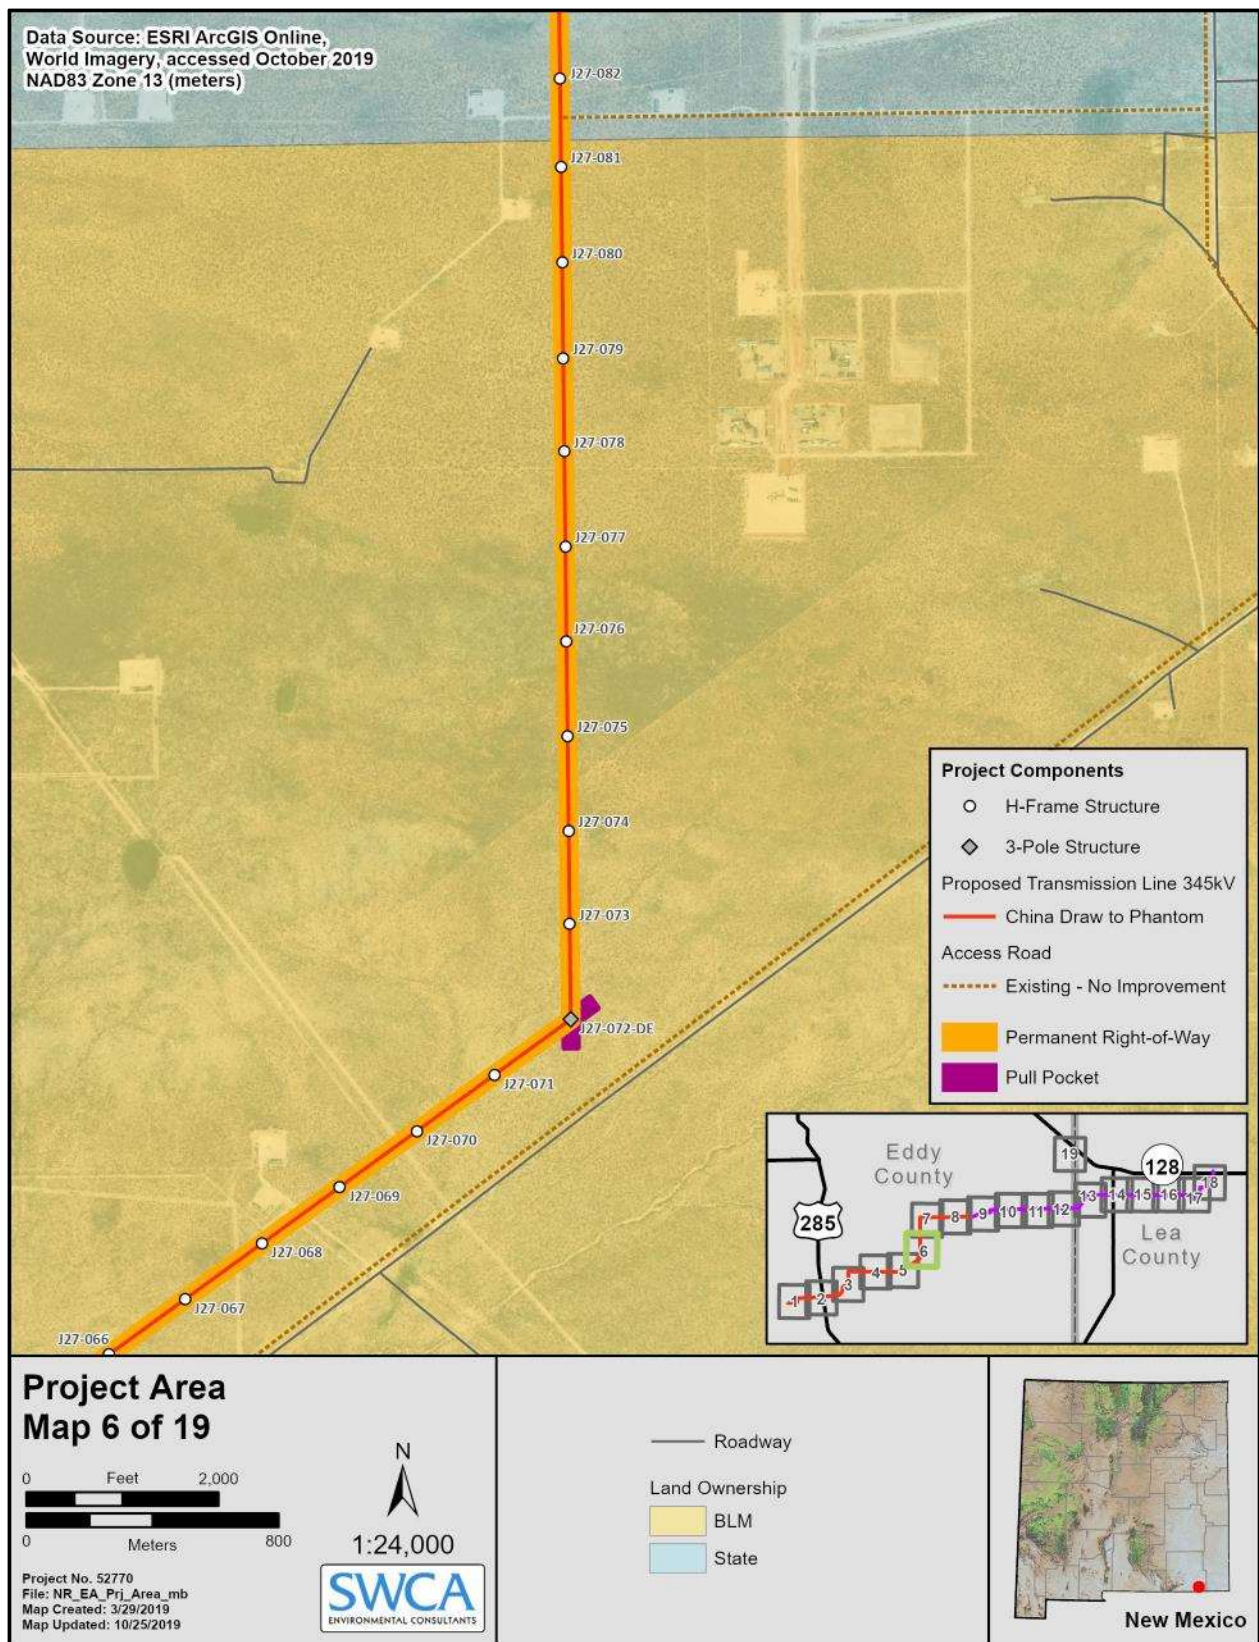 Data Source: ESRI ArcGIS Online,
World Imagery, accessed October 2019
NAD83 Zone 13 (meters)
J27-082
J27-081
J27-080
J27-079
J27-078
J27-077
J27-076
J27-075
J27-074
J27-073
J27-072-DE
J27-071
J27-070
J27-069
J27-068
J27-067
J27-066
Project Components
H-Frame Structure
3-Pole Structure
Proposed Transmission Line 345kV
China Draw to Phantom
Access Road
Existing - No Improvement
Permanent Right-of-Way
Pull Pocket
Eddy
County
285
128
Lea
County
1
2
3
4
5
6
7
8
9
10
11
12
13
14
15
16
17
18
19
Project Area
Map 6 of 19
0 Feet 2,000
0 Meters 800
N
1:24,000
Project No. 52770
File: NR_EA_Prj_Area_mb
Map Created: 3/29/2019
Map Updated: 10/25/2019
SWCA
ENVIRONMENTAL CONSULTANTS
Roadway
Land Ownership
BLM
State
New Mexico